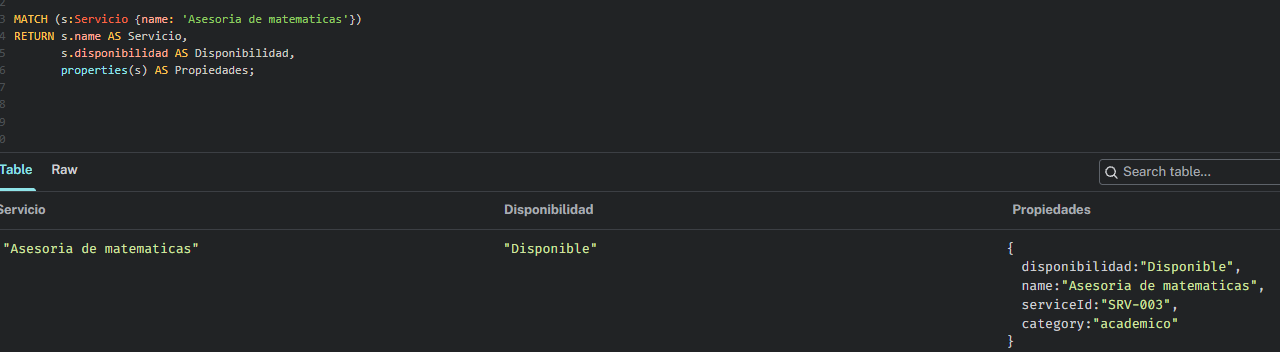 2
3 MATCH (s:Servicio {name: 'Asesoria de matematicas'})
4 RETURN s.name AS Servicio,
5 s.disponibilidad AS Disponibilidad,
6 properties(s) AS Propiedades;
7
8
9
0
Table Raw Search table...
Servicio Disponibilidad Propiedades
"Asesoria de matematicas" "Disponible" {
disponibilidad:"Disponible",
name:"Asesoria de matematicas",
serviceId:"SRV-003",
category:"academico"
}